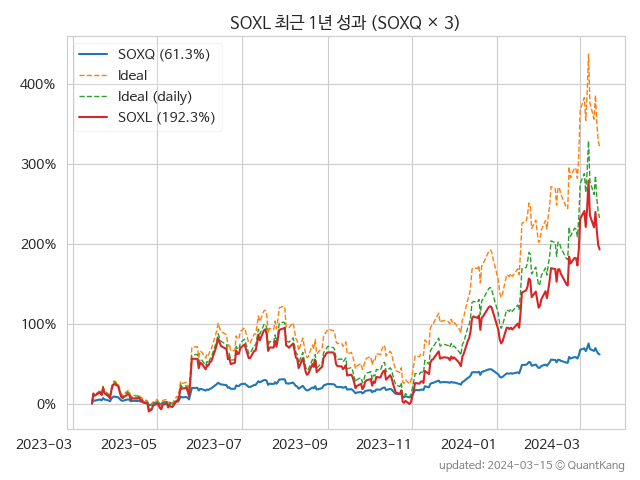 SOXL 최근 1년 성과 (SOXQ × 3)
SOXQ (61.3%)
Ideal
Ideal (daily)
SOXL (192.3%)
400%
300%
200%
100%
0%
2023-03 2023-05 2023-07 2023-09 2023-11 2024-01 2024-03
updated: 2024-03-15 © QuantKang